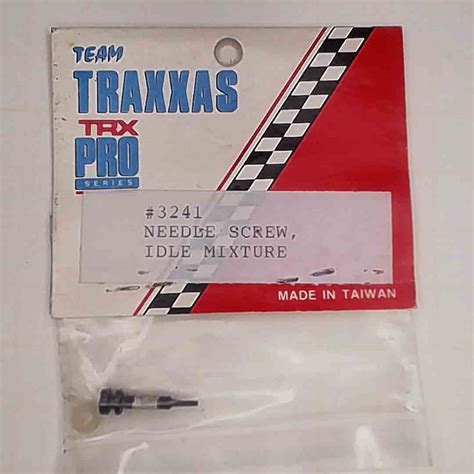 TEAM
TRAXXAS
TRX
PRO
SERIES
#3241
NEEDLE SCREW,
IDLE MIXTURE
MADE IN TAIWAN